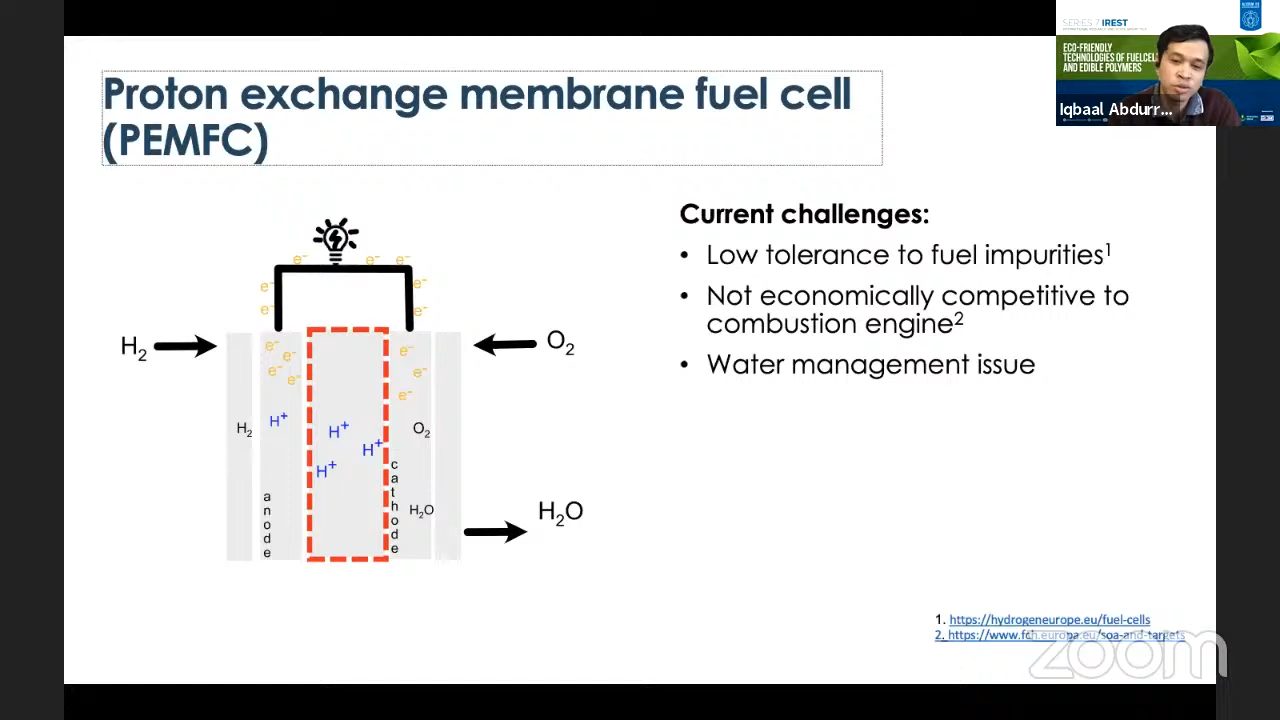 SERIES 7 IREST
ECO-FRIENDLY
TECHNOLOGIES OF FUELCEL
AND EDIBLE POLYMERS
Iqbaal Abdurr...
Proton exchange membrane fuel cell
(PEMFC)
Current challenges:
• Low tolerance to fuel impurities¹
• Not economically competitive to
combustion engine²
• Water management issue
e⁻ e⁻ e⁻
e⁻ e⁻
e⁻ e⁻
H₂
O₂
e⁻ e⁻
e⁻ e⁻
e⁻
e⁻
e⁻
H₂
H⁺
H⁺
H⁺
H⁺
O₂
anode
cathode
H₂O
H₂O
1. https://hydrogeneurope.eu/fuel-cells
2. https://www.fch.europa.eu/soa-and-targets
zoom